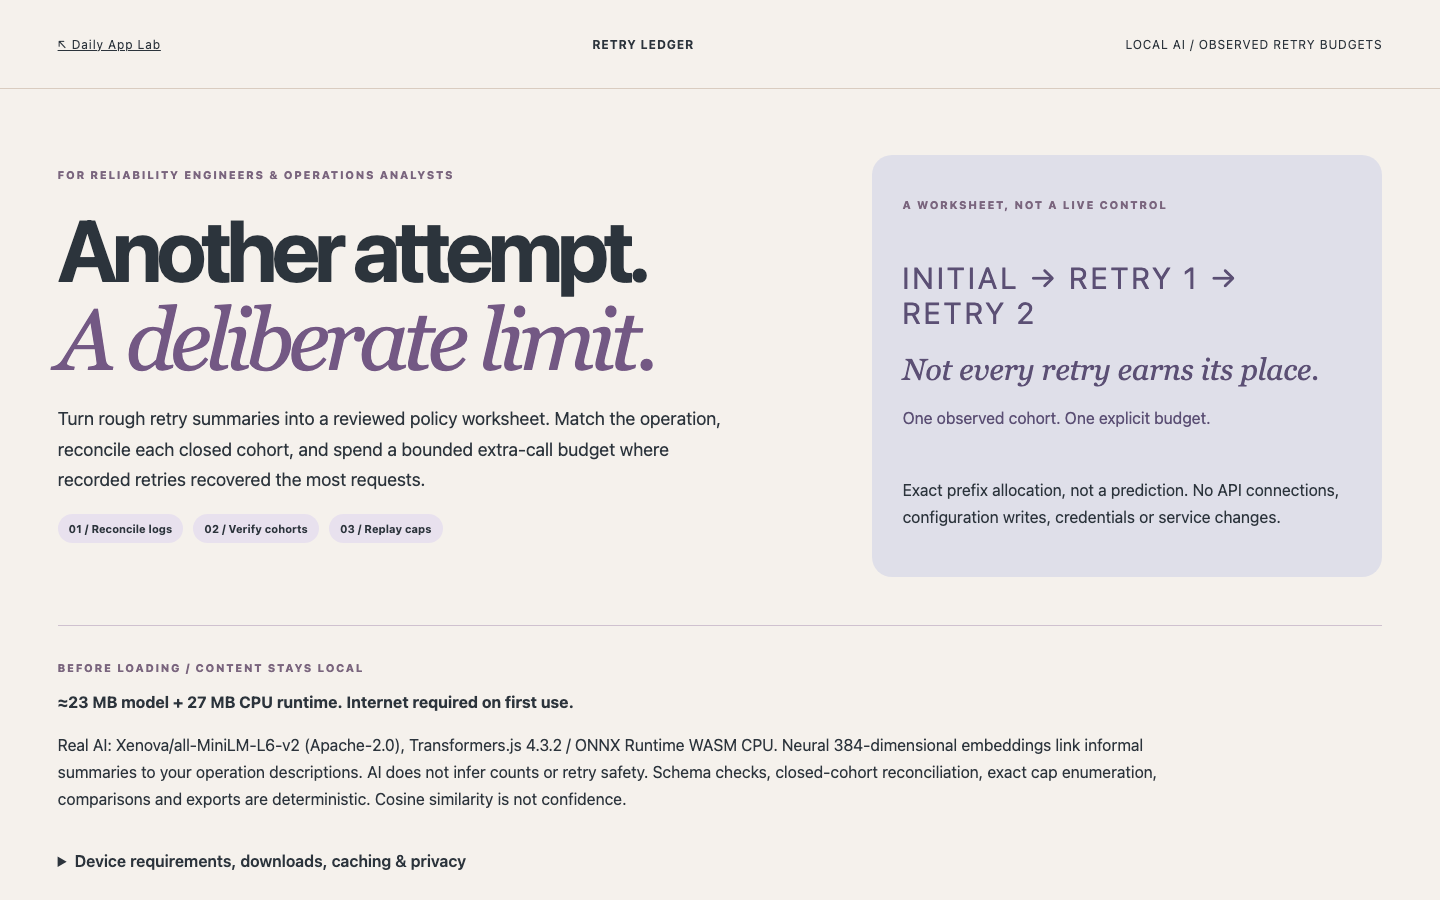 ↖ Daily App Lab
RETRY LEDGER
LOCAL AI / OBSERVED RETRY BUDGETS
FOR RELIABILITY ENGINEERS & OPERATIONS ANALYSTS
Another attempt.
A deliberate limit.
Turn rough retry summaries into a reviewed policy worksheet. Match the operation,
reconcile each closed cohort, and spend a bounded extra-call budget where
recorded retries recovered the most requests.
01 / Reconcile logs
02 / Verify cohorts
03 / Replay caps
A WORKSHEET, NOT A LIVE CONTROL
INITIAL → RETRY 1 →
RETRY 2
Not every retry earns its place.
One observed cohort. One explicit budget.
Exact prefix allocation, not a prediction. No API connections,
configuration writes, credentials or service changes.
BEFORE LOADING / CONTENT STAYS LOCAL
≈23 MB model + 27 MB CPU runtime. Internet required on first use.
Real AI: Xenova/all-MiniLM-L6-v2 (Apache-2.0), Transformers.js 4.3.2 / ONNX Runtime WASM CPU. Neural 384-dimensional embeddings link informal
summaries to your operation descriptions. AI does not infer counts or retry safety. Schema checks, closed-cohort reconciliation, exact cap enumeration,
comparisons and exports are deterministic. Cosine similarity is not confidence.
▶ Device requirements, downloads, caching & privacy